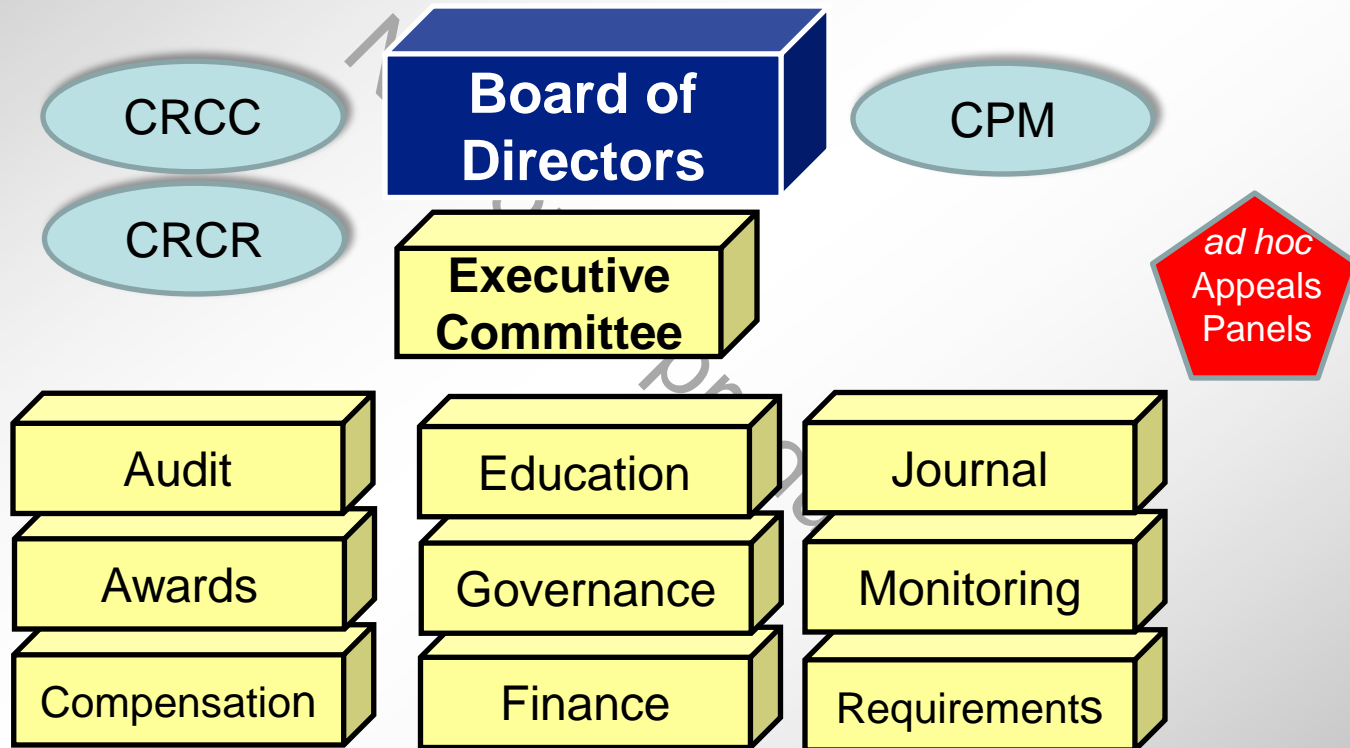 CRCC
Board of
Directors
CPM
CRCR
Executive
Committee
ad hoc
Appeals
Panels
Audit
Education
Journal
Awards
Governance
Monitoring
Compensation
Finance
Requirements